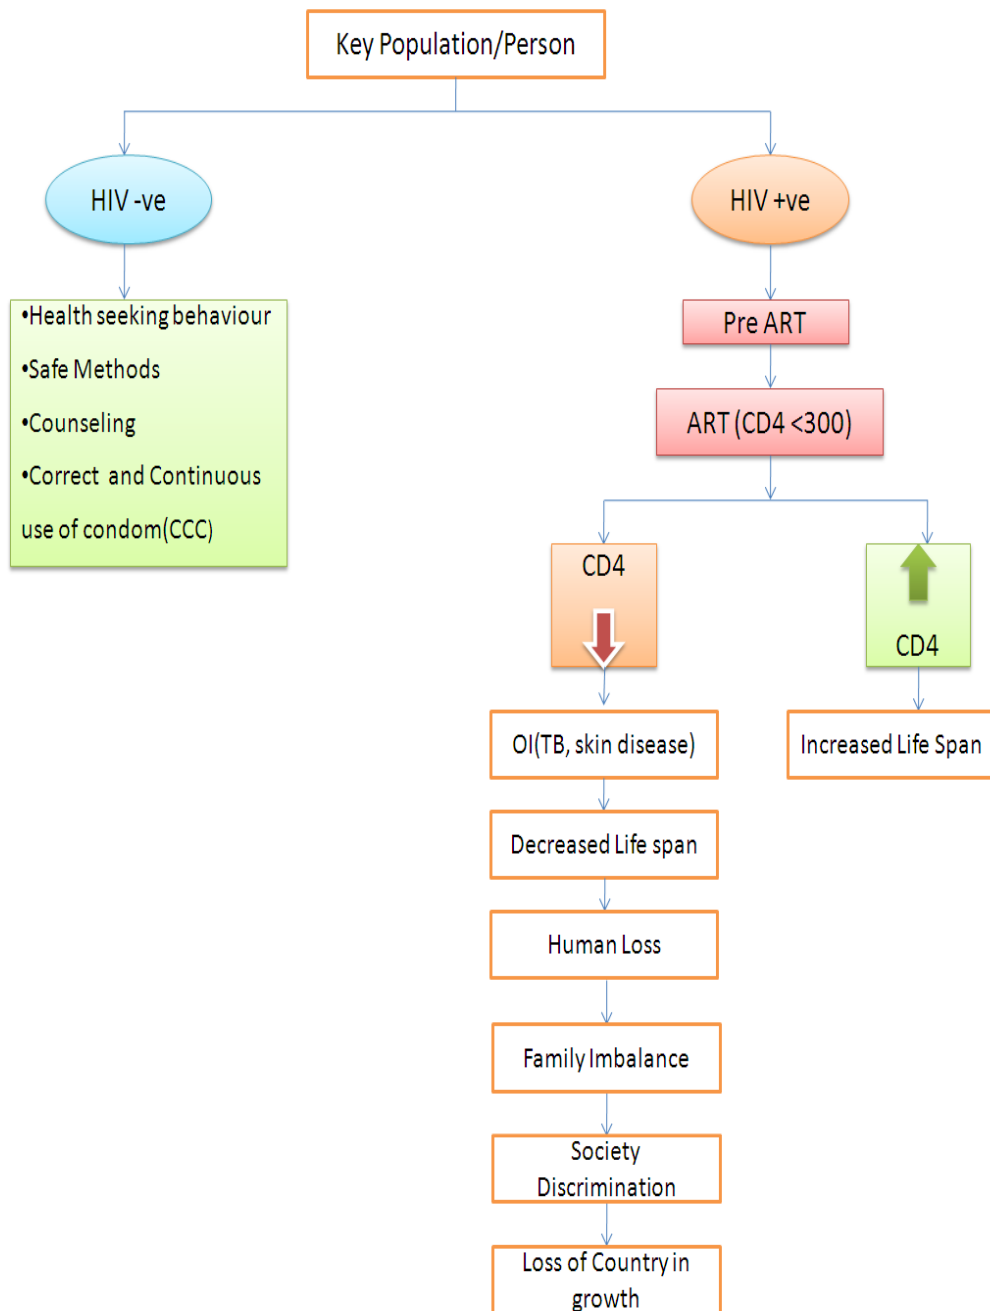 Key Population/Person
HIV -ve
HIV +ve
•Health seeking behaviour
•Safe Methods
•Counseling
•Correct and Continuous
use of condom(CCC)
Pre ART
ART (CD4 <300)
CD4
CD4
OI(TB, skin disease)
Increased Life Span
Decreased Life span
Human Loss
Family Imbalance
Society
Discrimination
Loss of Country in
growth